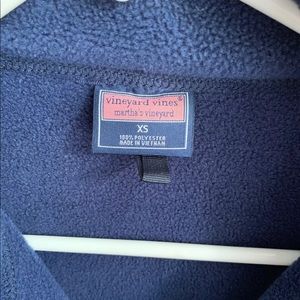 vineyard vines®
martha's vineyard
XS
100% POLYESTER
MADE IN VIETNAM